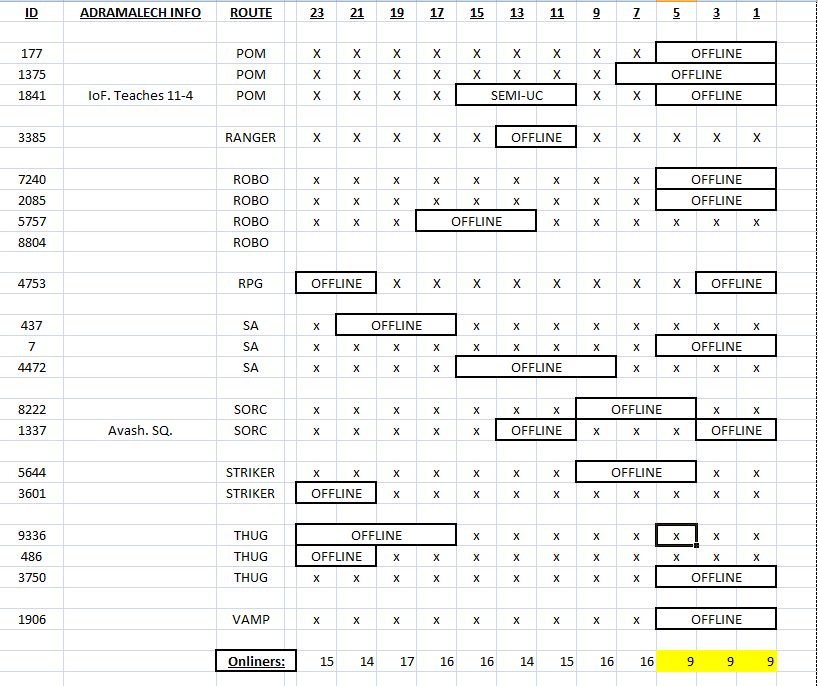 ID ADRAMALECH INFO ROUTE 23 21 19 17 15 13 11 9 7 5 3 1
177 POM X X X X X X X X X OFFLINE
1375 POM X X X X X X X X OFFLINE
1841 IoF. Teaches 11-4 POM X X X X SEMI-UC X X OFFLINE
3385 RANGER X X X X X OFFLINE X X X X X
7240 ROBO x x x x x x x x x OFFLINE
2085 ROBO x x x x x x x x x OFFLINE
5757 ROBO x x x OFFLINE x x x x x x
8804 ROBO
4753 RPG OFFLINE X X X X X X X X OFFLINE
437 SA x OFFLINE x x x x x x x x
7 SA x x x x x x x x x OFFLINE
4472 SA x x x x OFFLINE x x x x
8222 SORC x x x x x x x OFFLINE x x
1337 Avash. SQ. SORC x x x x x OFFLINE x x x OFFLINE
5644 STRIKER x x x x x x x OFFLINE x x
3601 STRIKER OFFLINE x x x x x x x x x x
9336 THUG OFFLINE x x x x x x x x
486 THUG OFFLINE x x x x x x x x x x
3750 THUG x x x x x x x x x OFFLINE
1906 VAMP x x x x x x x x x OFFLINE
Onliners: 15 14 17 16 16 14 15 16 16 9 9 9